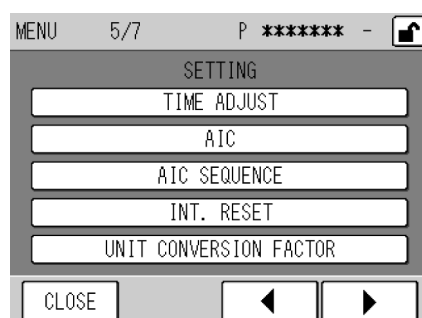 MENU 5/7 P ******* -
SETTING
TIME ADJUST
AIC
AIC SEQUENCE
INT. RESET
UNIT CONVERSION FACTOR
CLOSE